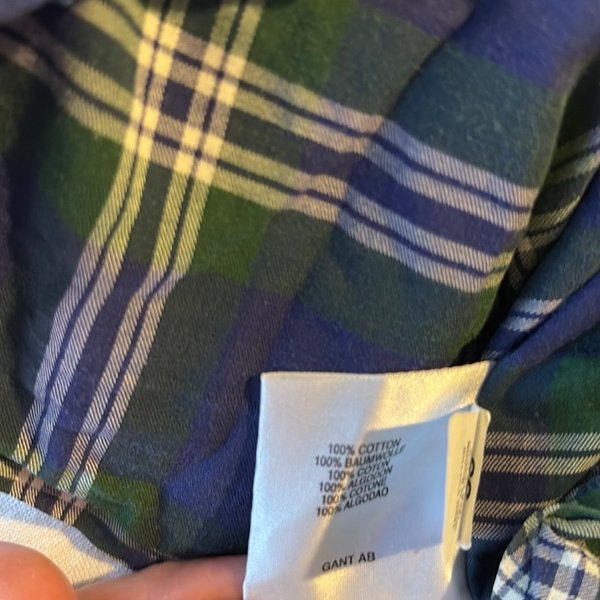 100% COTTON
100% BAUMWOLLE
100% COTON
100% ALGODON
100% COTONE
100% ALGODAO
GANT AB